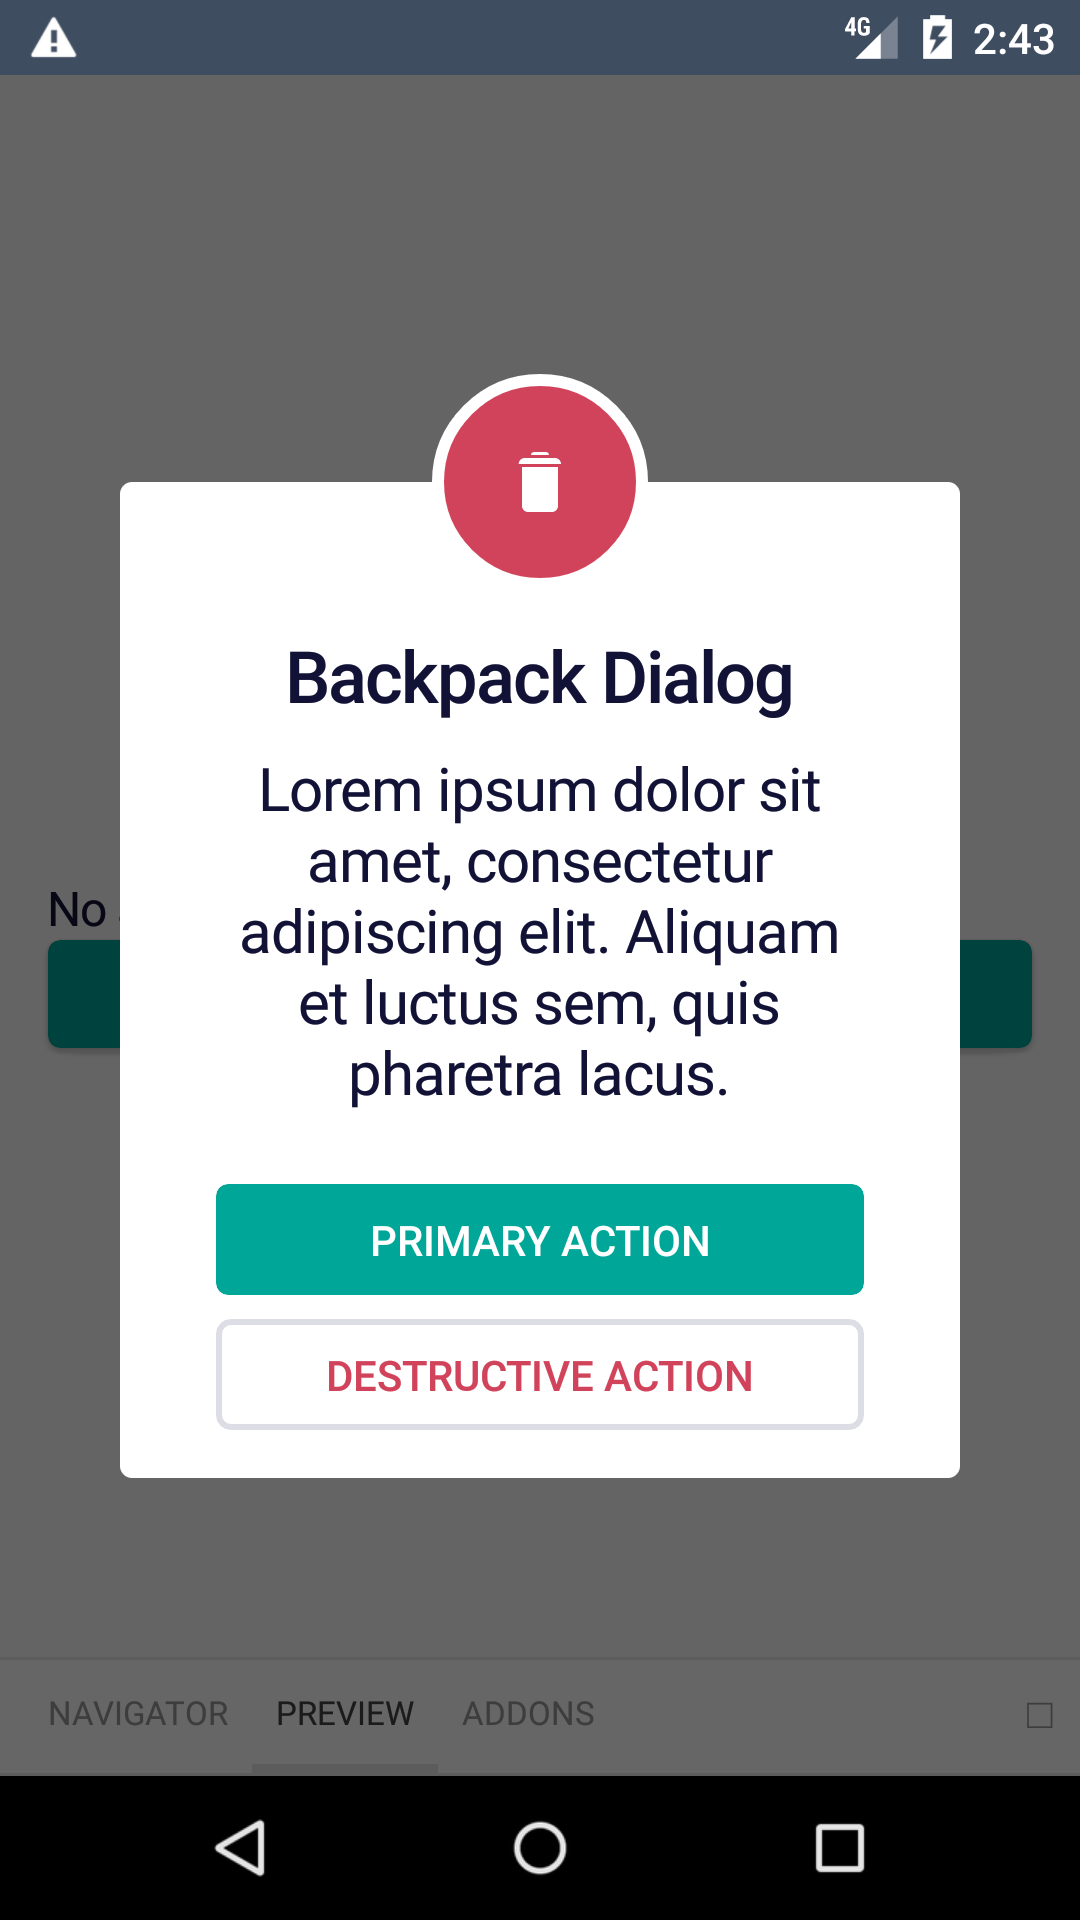 4G 2:43
Backpack Dialog
Lorem ipsum dolor sit
amet, consectetur
adipiscing elit. Aliquam
et luctus sem, quis
pharetra lacus.
No
PRIMARY ACTION
DESTRUCTIVE ACTION
NAVIGATOR PREVIEW ADDONS